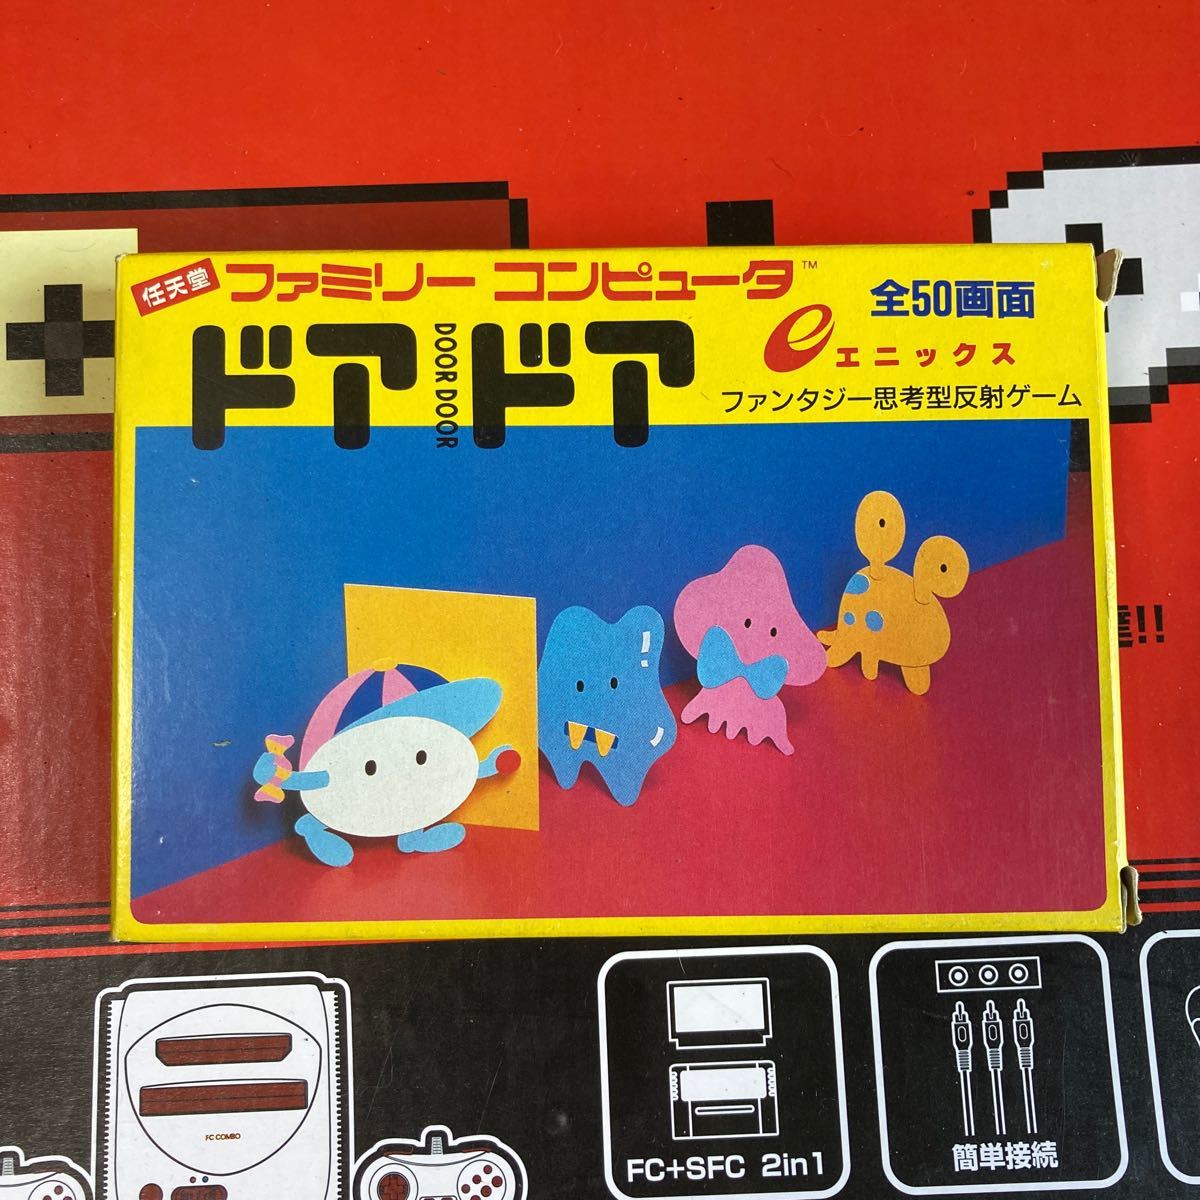 任天堂 ファミリー コンピュータ™
全50画面
ドアドア
DOOR DOOR
e エニックス
ファンタジー思考型反射ゲーム
!!
FC COMBO
FC+SFC 2in1
簡単接続